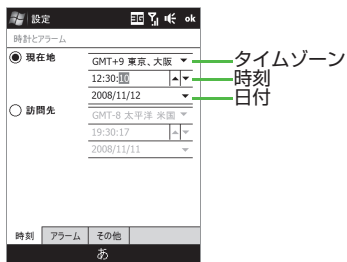 設定 3G ok
時計とアラーム
現在地
GMT+9 東京、大阪
タイムゾーン
12:30:10
時刻
2008/11/12
日付
訪問先
GMT-8 太平洋 米国
19:30:17
2008/11/11
時刻 アラーム その他
あ